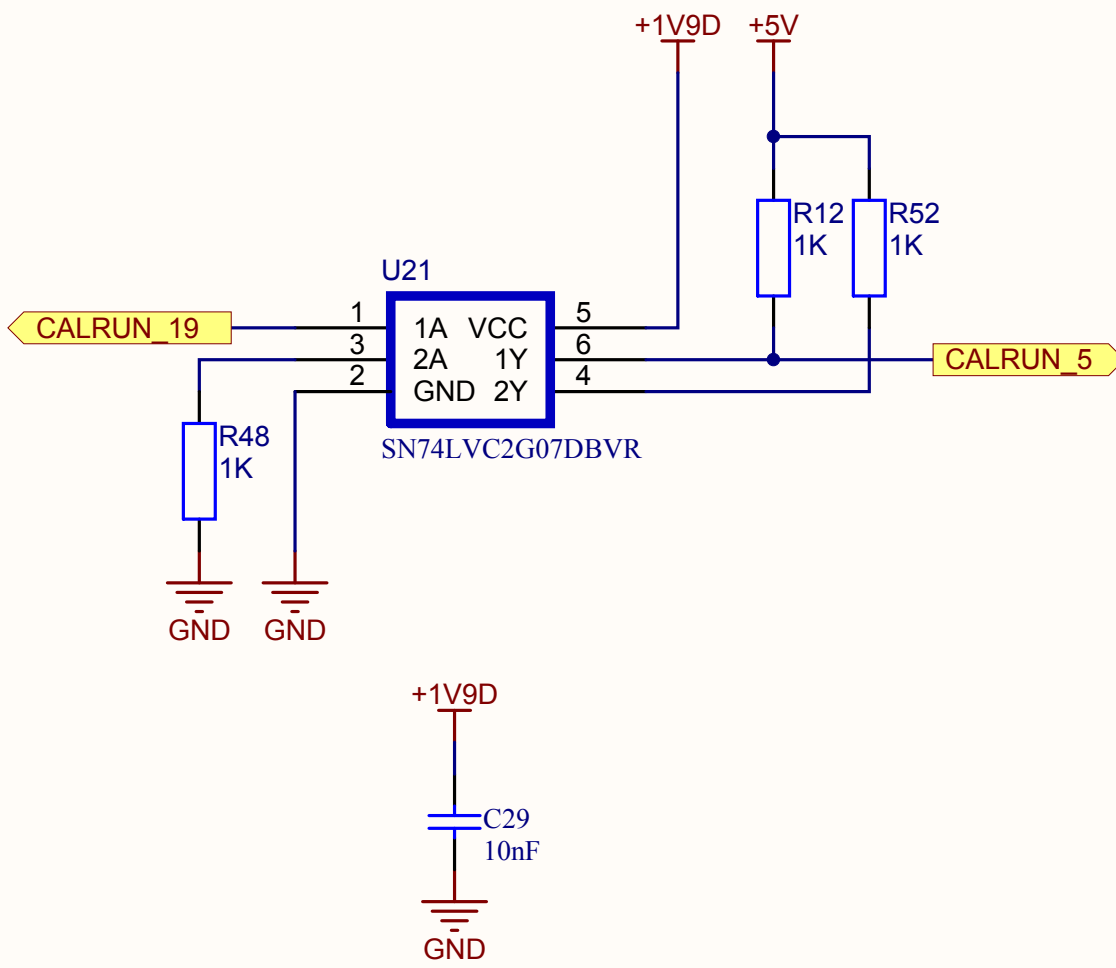 +1V9D +5V
R12 R52
1K 1K
U21
CALRUN_19 1 1A VCC 5
3 2A 1Y 6 CALRUN_5
2 GND 2Y 4
R48
1K
SN74LVC2G07DBVR
GND GND
+1V9D
C29
10nF
GND